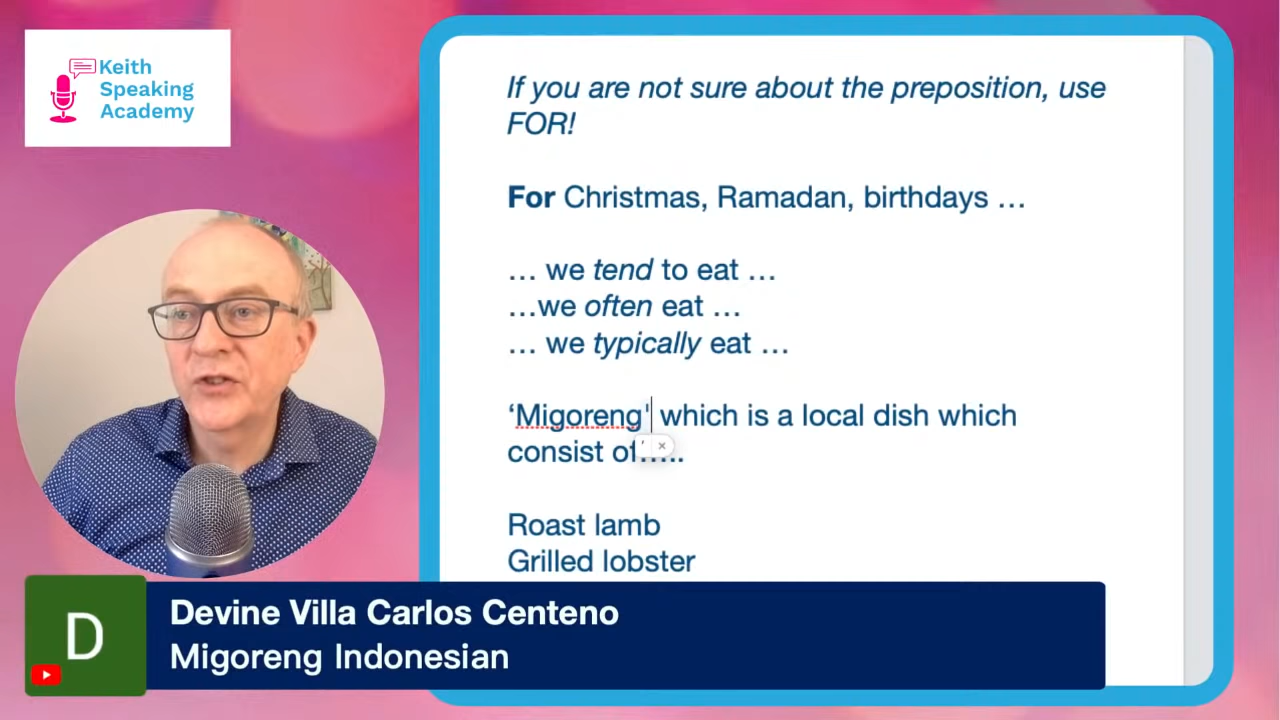 Keith
Speaking
Academy
If you are not sure about the preposition, use
FOR!
For Christmas, Ramadan, birthdays …
… we tend to eat …
…we often eat …
… we typically eat …
‘Migoreng' which is a local dish which
consist of…..
Roast lamb
Grilled lobster
D
Devine Villa Carlos Centeno
Migoreng Indonesian